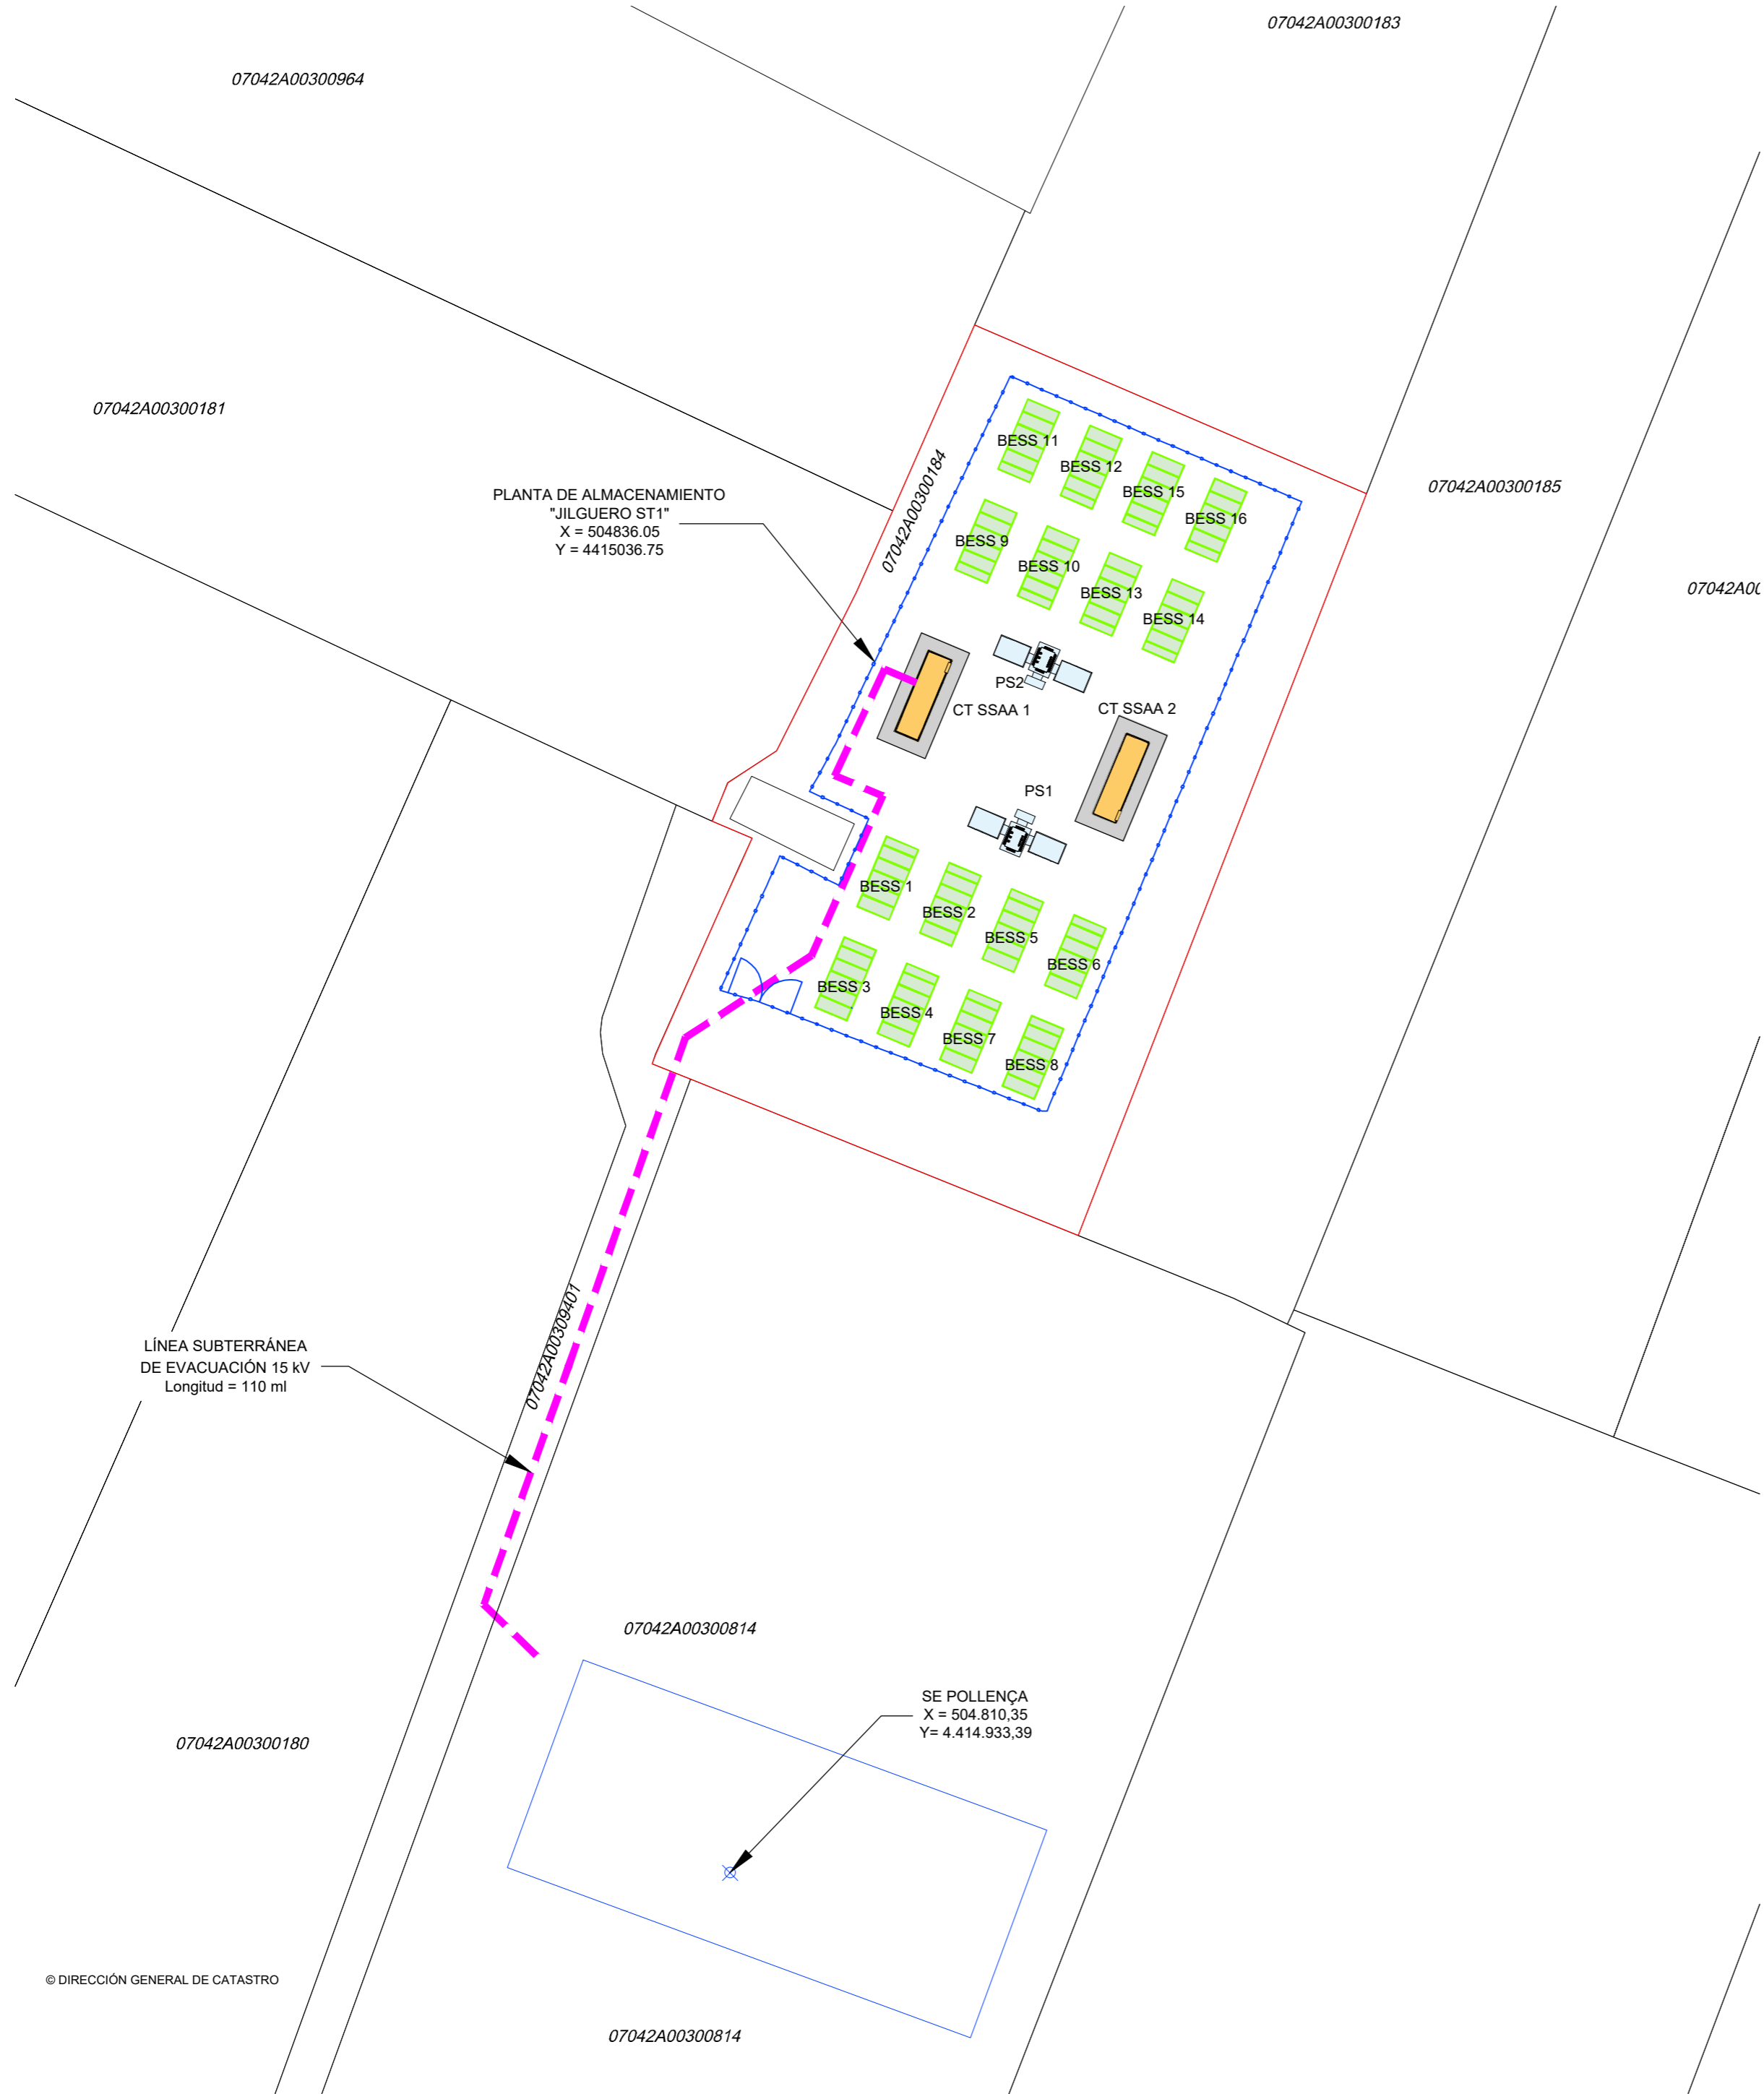 07042A00300183
07042A00300964
07042A00300181
07042A00300184
PLANTA DE ALMACENAMIENTO
"JILGUERO ST1"
X = 504836.05
Y = 4415036.75
BESS 11
BESS 12
BESS 15
BESS 16
BESS 9
BESS 10
BESS 13
BESS 14
07042A00300185
07042A00
PS2
CT SSAA 1
CT SSAA 2
PS1
BESS 1
BESS 2
BESS 5
BESS 6
BESS 3
BESS 4
BESS 7
BESS 8
07042A00309401
LÍNEA SUBTERRÁNEA
DE EVACUACIÓN 15 kV
Longitud = 110 ml
07042A00300814
SE POLLENÇA
X = 504.810,35
Y= 4.414.933,39
07042A00300180
© DIRECCIÓN GENERAL DE CATASTRO
07042A00300814